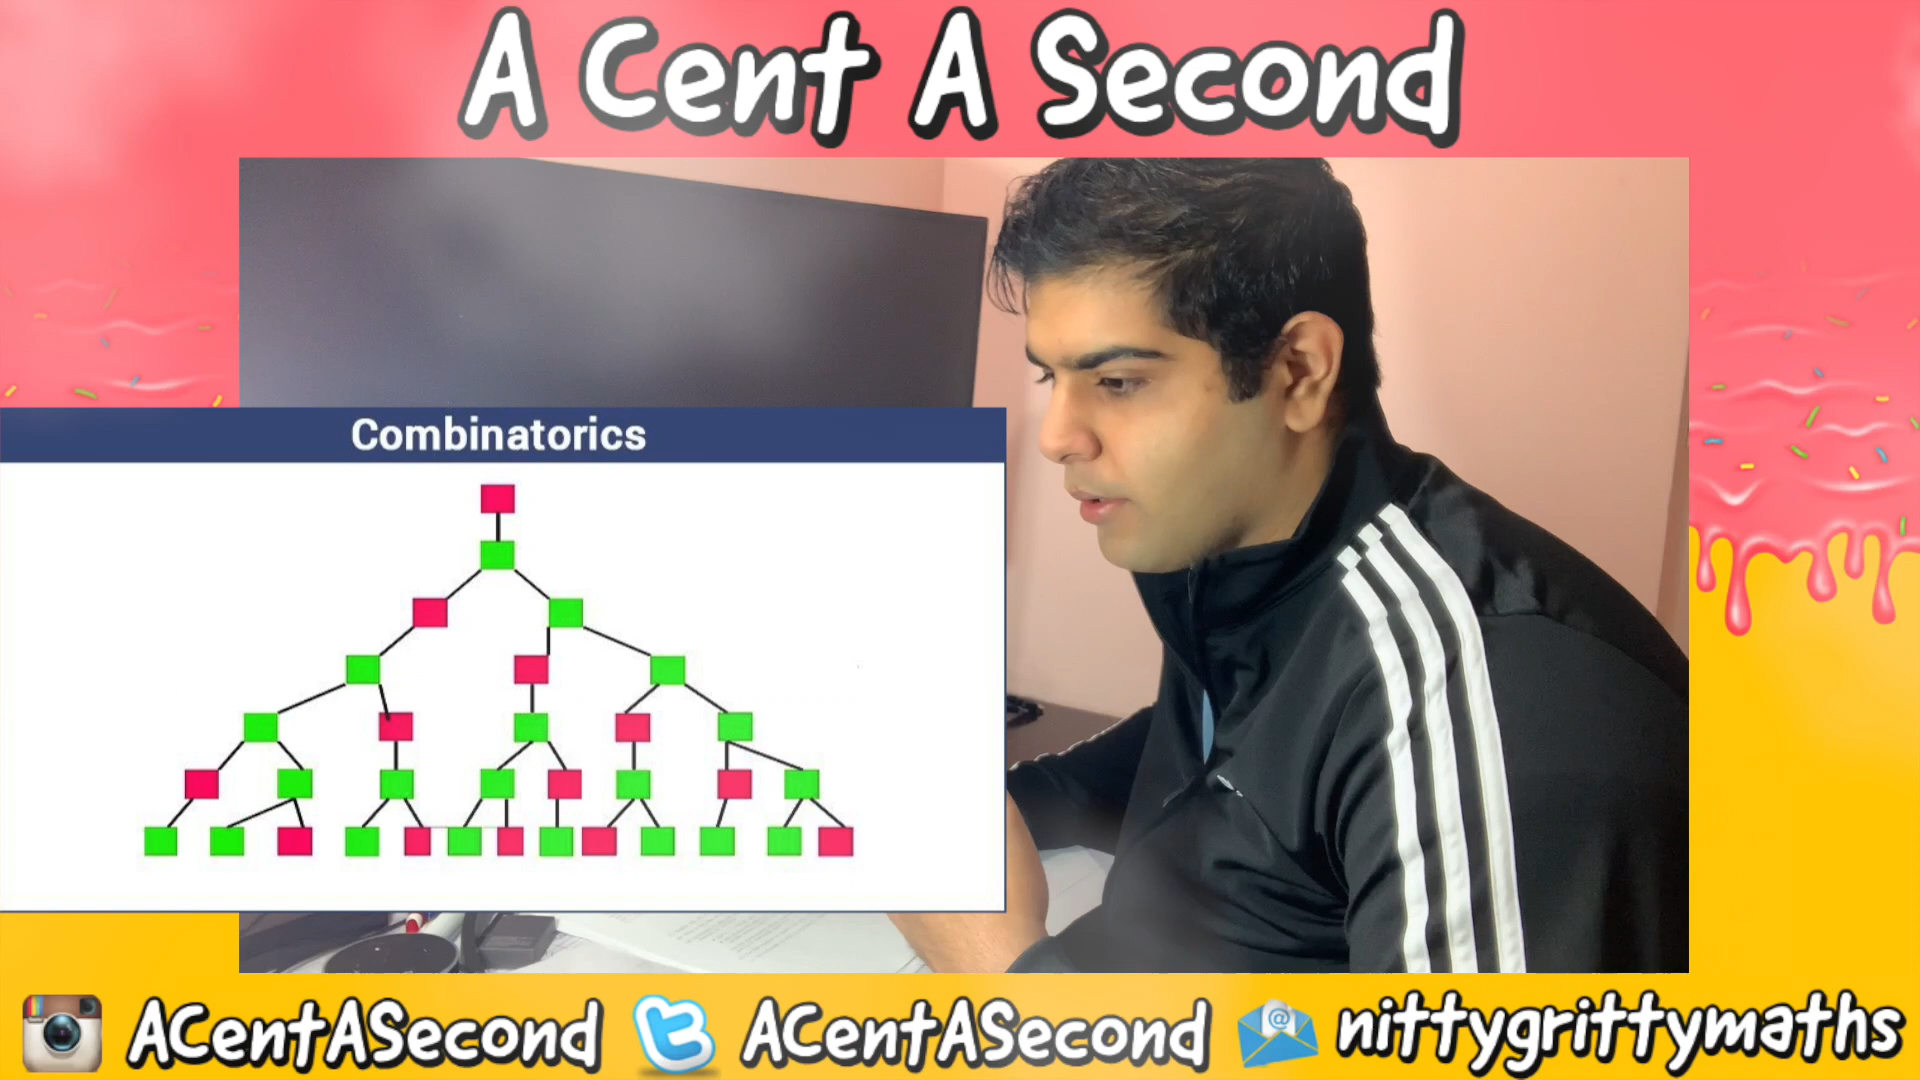 A Cent A Second
Combinatorics
ACentASecond ACentASecond nittygrittymaths